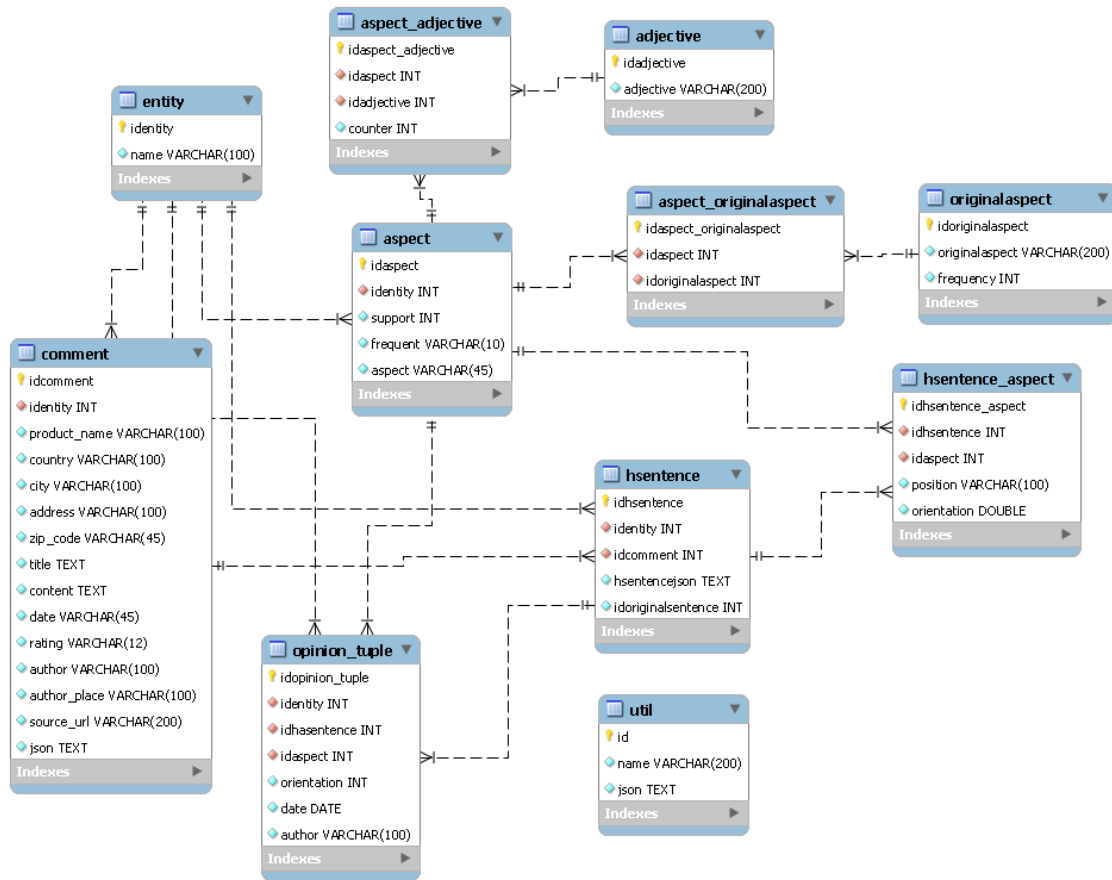 aspect_adjective
idaspect_adjective
idaspect INT
idadjective INT
counter INT
Indexes
adjective
idadjective
adjective VARCHAR(200)
Indexes
entity
identity
name VARCHAR(100)
Indexes
aspect_originalaspect
idaspect_originalaspect
idaspect INT
idoriginalaspect INT
Indexes
originalaspect
idoriginalaspect
originalaspect VARCHAR(200)
frequency INT
Indexes
aspect
idaspect
identity INT
support INT
frequent VARCHAR(10)
aspect VARCHAR(45)
Indexes
comment
idcomment
identity INT
product_name VARCHAR(100)
country VARCHAR(100)
city VARCHAR(100)
address VARCHAR(100)
zip_code VARCHAR(45)
title TEXT
content TEXT
date VARCHAR(45)
rating VARCHAR(12)
author VARCHAR(100)
author_place VARCHAR(100)
source_url VARCHAR(200)
json TEXT
Indexes
hsentence_aspect
idhsentence_aspect
idhsentence INT
idaspect INT
position VARCHAR(100)
orientation DOUBLE
Indexes
hsentence
idhsentence
identity INT
idcomment INT
hsentencejson TEXT
idoriginalsentence INT
Indexes
opinion_tuple
idopinion_tuple
identity INT
idhasentence INT
idaspect INT
orientation INT
date DATE
author VARCHAR(100)
Indexes
util
id
name VARCHAR(200)
json TEXT
Indexes